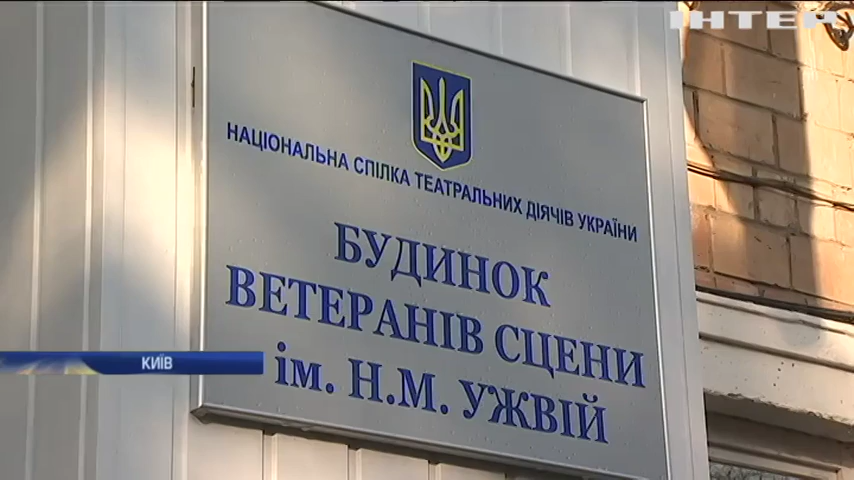 ІНТЕР
НАЦІОНАЛЬНА СПІЛКА ТЕАТРАЛЬНИХ ДІЯЧІВ УКРАЇНИ
БУДИНОК
ВЕТЕРАНІВ СЦЕНИ
ім. Н.М. УЖВІЙ
КИЇВ